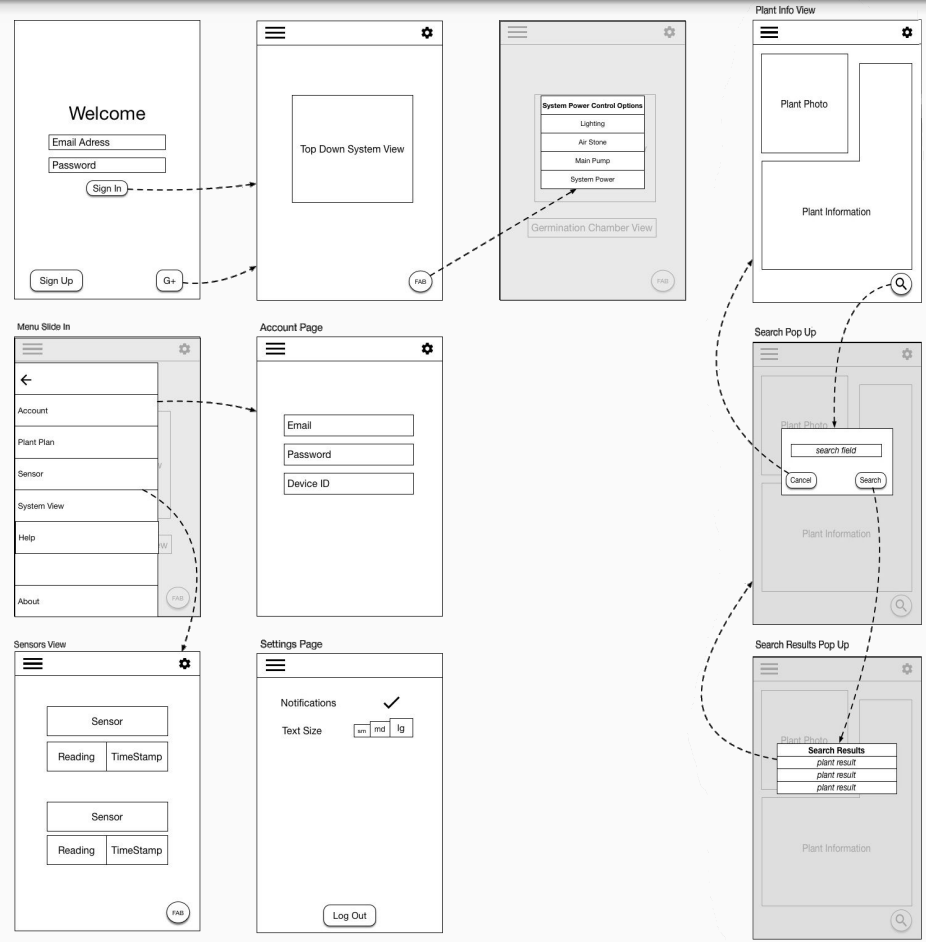 Welcome
Email Adress
Password
Sign In
Sign Up
G+
Top Down System View
FAB
System Power Control Options
Lighting
Air Stone
Main Pump
System Power
Germination Chamber View
FAB
Plant Info View
Plant Photo
Plant Information
Menu Slide In
Account
Plant Plan
Sensor
System View
Help
About
FAB
Account Page
Email
Password
Device ID
Search Pop Up
Plant Photo
search field
Cancel
Search
Plant Information
Sensors View
Sensor
Reading
TimeStamp
Sensor
Reading
TimeStamp
FAB
Settings Page
Notifications
Text Size
md
lg
Log Out
Search Results Pop Up
Plant Photo
Search Results
plant result
plant result
plant result
Plant Information